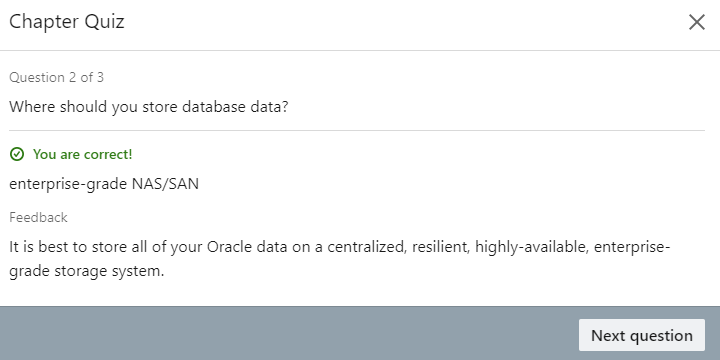 Chapter Quiz
Question 2 of 3
Where should you store database data?
You are correct!
enterprise-grade NAS/SAN
Feedback
It is best to store all of your Oracle data on a centralized, resilient, highly-available, enterprise-
grade storage system.
Next question